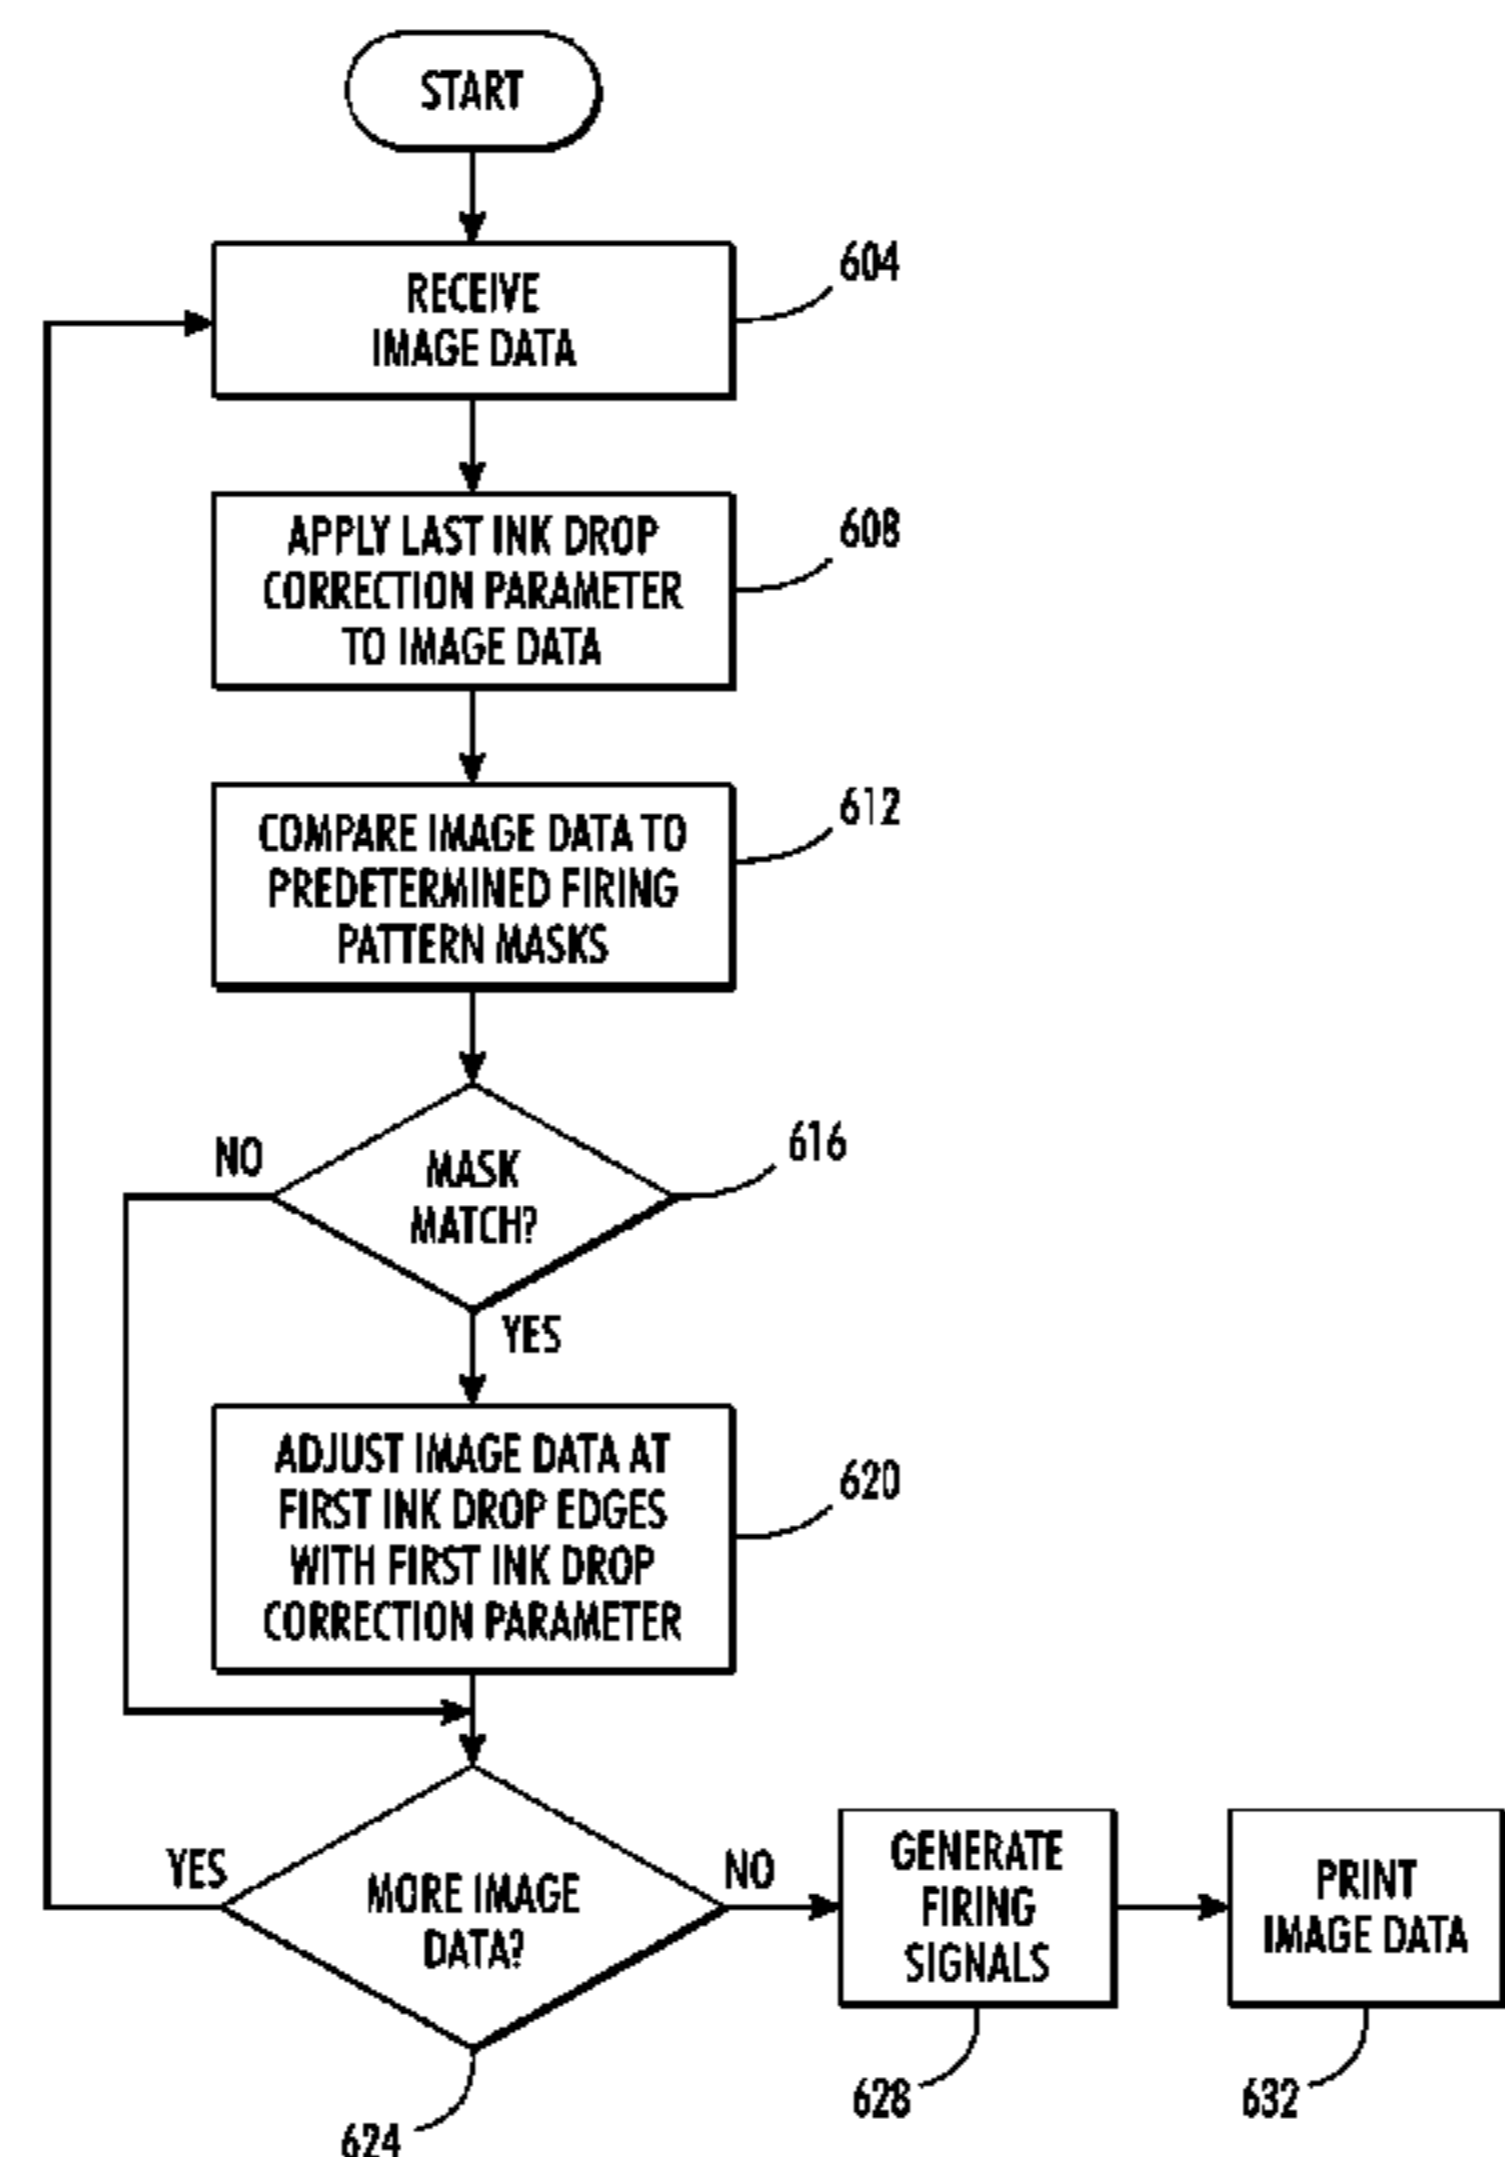 START
RECEIVE
IMAGE DATA
604
APPLY LAST INK DROP
CORRECTION PARAMETER
TO IMAGE DATA
608
COMPARE IMAGE DATA TO
PREDETERMINED FIRING
PATTERN MASKS
612
NO
MASK
MATCH?
616
YES
ADJUST IMAGE DATA AT
FIRST INK DROP EDGES
WITH FIRST INK DROP
CORRECTION PARAMETER
620
YES
MORE IMAGE
DATA?
NO
624
GENERATE
FIRING
SIGNALS
628
PRINT
IMAGE DATA
632